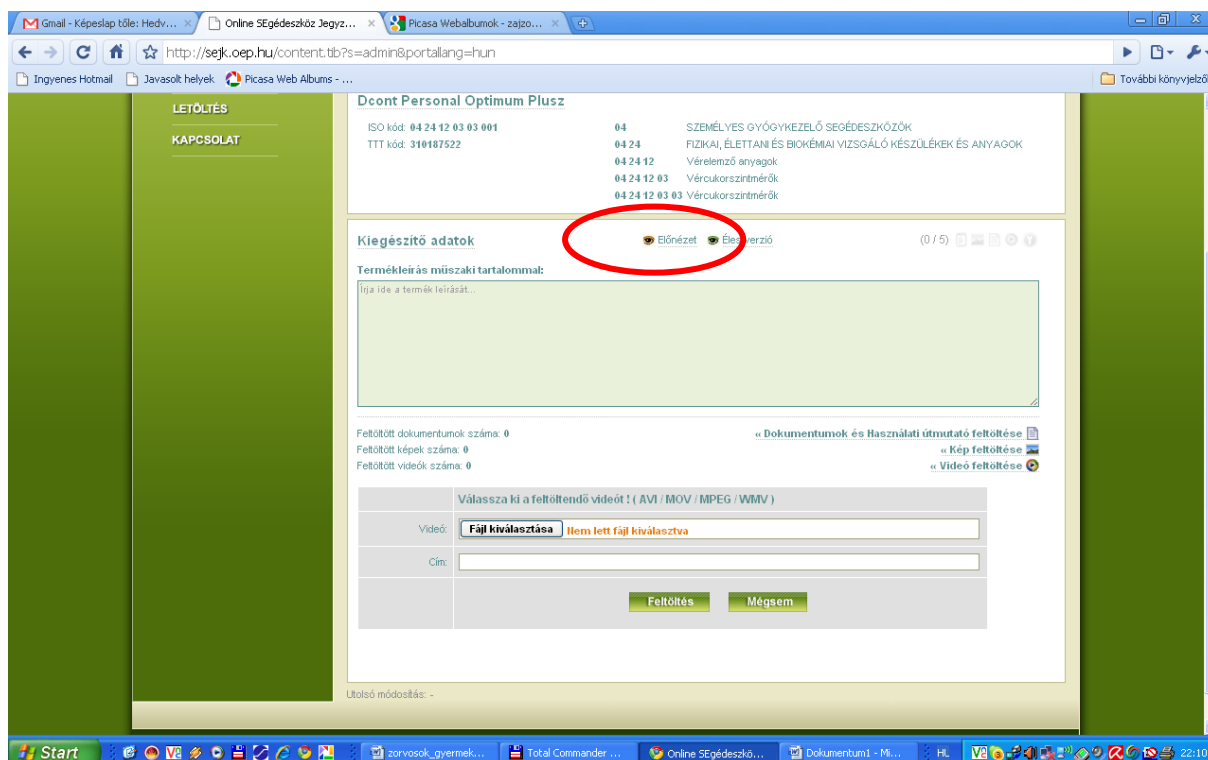 Gmail - Képeslap tőle: Hedv... Online SEgédeszköz Jegyz... Picasa Webalbumok - zajzo...
http://sejk.oep.hu/content.tib?s=admin&portallang=hun
Ingyenes Hotmail Javasolt helyek Picasa Web Albums - ... További könyvjelző
LETÖLTÉS
KAPCSOLAT
Dcont Personal Optimum Plusz
ISO kód: 04 24 12 03 03 001
TTT kód: 310187522
04 SZEMÉLYES GYÓGYKEZELŐ SEGÉDESZKÖZÖK
04 24 FIZIKAI, ÉLETTANI ÉS BIOKÉMIAI VIZSGÁLÓ KÉSZÜLÉKEK ÉS ANYAGOK
04 24 12 Vérelemző anyagok
04 24 12 03 Vércukorszintmérők
04 24 12 03 03 Vércukorszintmérők
Kiegészítő adatok Előnézet Éles verzió (0 / 5)
Termékleírás műszaki tartalommal:
Írja ide a termék leírását...
Feltöltött dokumentumok száma: 0 « Dokumentumok és Használati útmutató feltöltése
Feltöltött képek száma: 0 « Kép feltöltése
Feltöltött videók száma: 0 « Videó feltöltése
Válassza ki a feltöltendő videót ! ( AVI / MOV / MPEG / WMV )
Videó: Fájl kiválasztása Nem lett fájl kiválasztva
Cím:
Feltöltés Mégsem
Utolsó módosítás: -
Start zorvosok_gyermek... Total Commander ... Online SEgédeszkö... Dokumentum1 - Mi... HL 22:10